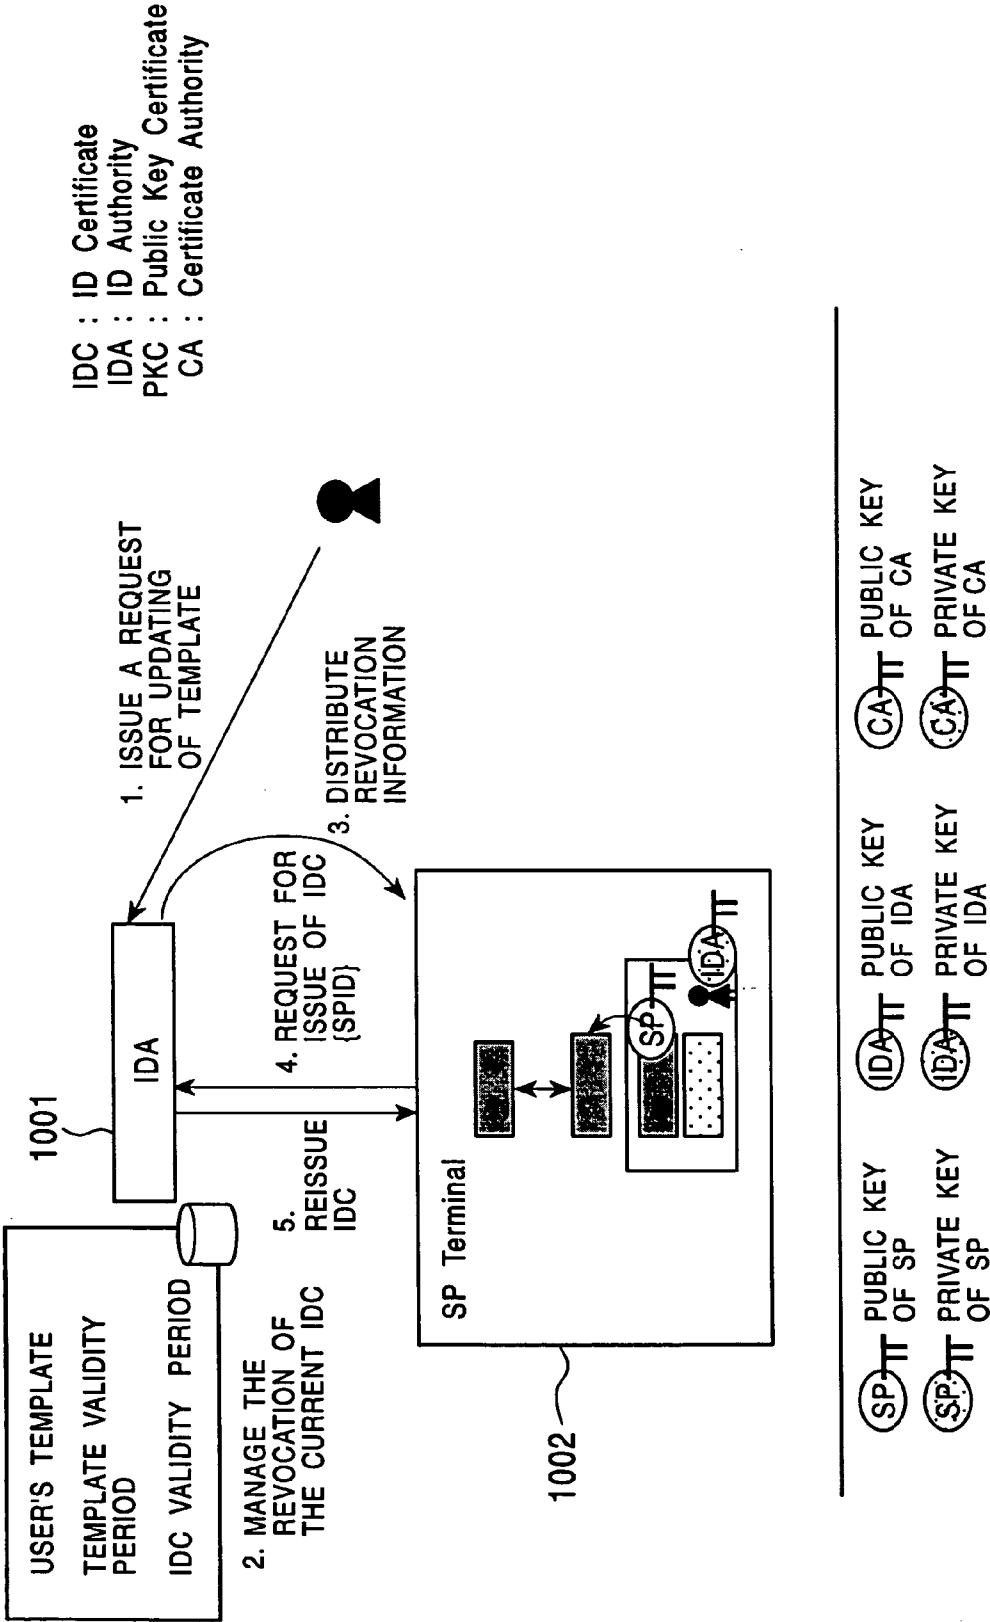 IDC : ID Certificate
IDA : ID Authority
PKC : Public Key Certificate
CA : Certificate Authority
USER'S TEMPLATE
TEMPLATE VALIDITY
PERIOD
IDC VALIDITY PERIOD
1001
IDA
1. ISSUE A REQUEST
FOR UPDATING
OF TEMPLATE
2. MANAGE THE
REVOCATION OF
THE CURRENT IDC
3. DISTRIBUTE
REVOCATION
INFORMATION
4. REQUEST FOR
ISSUE OF IDC
{SPID}
5.
REISSUE
IDC
SP Terminal
SP
IDA
1002
SP PUBLIC KEY
OF SP
IDA PUBLIC KEY
OF IDA
CA PUBLIC KEY
OF CA
SP PRIVATE KEY
OF SP
IDA PRIVATE KEY
OF IDA
CA PRIVATE KEY
OF CA